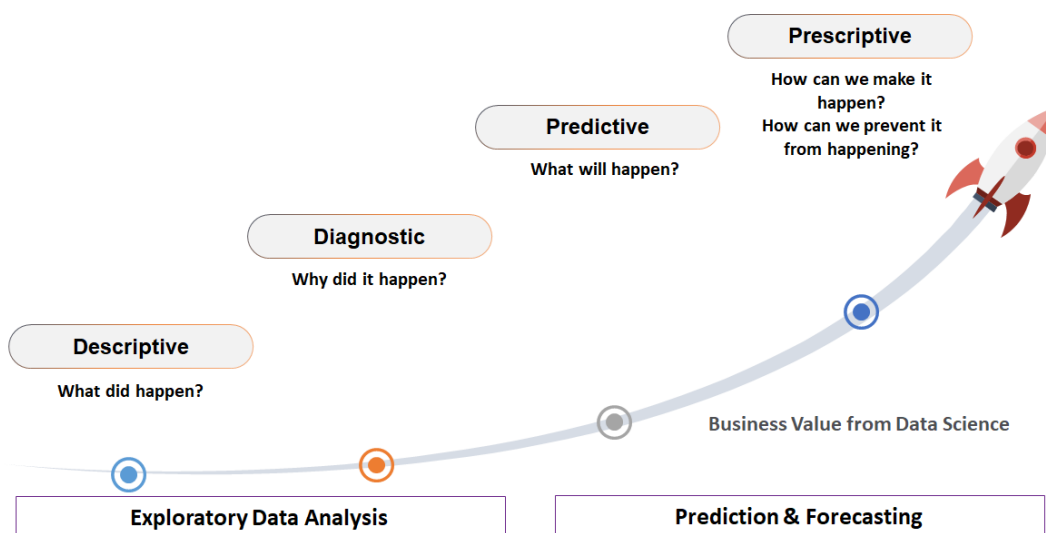 Prescriptive
How can we make it
happen?
How can we prevent it
from happening?
Predictive
What will happen?
Diagnostic
Why did it happen?
Descriptive
What did happen?
Business Value from Data Science
Exploratory Data Analysis
Prediction & Forecasting